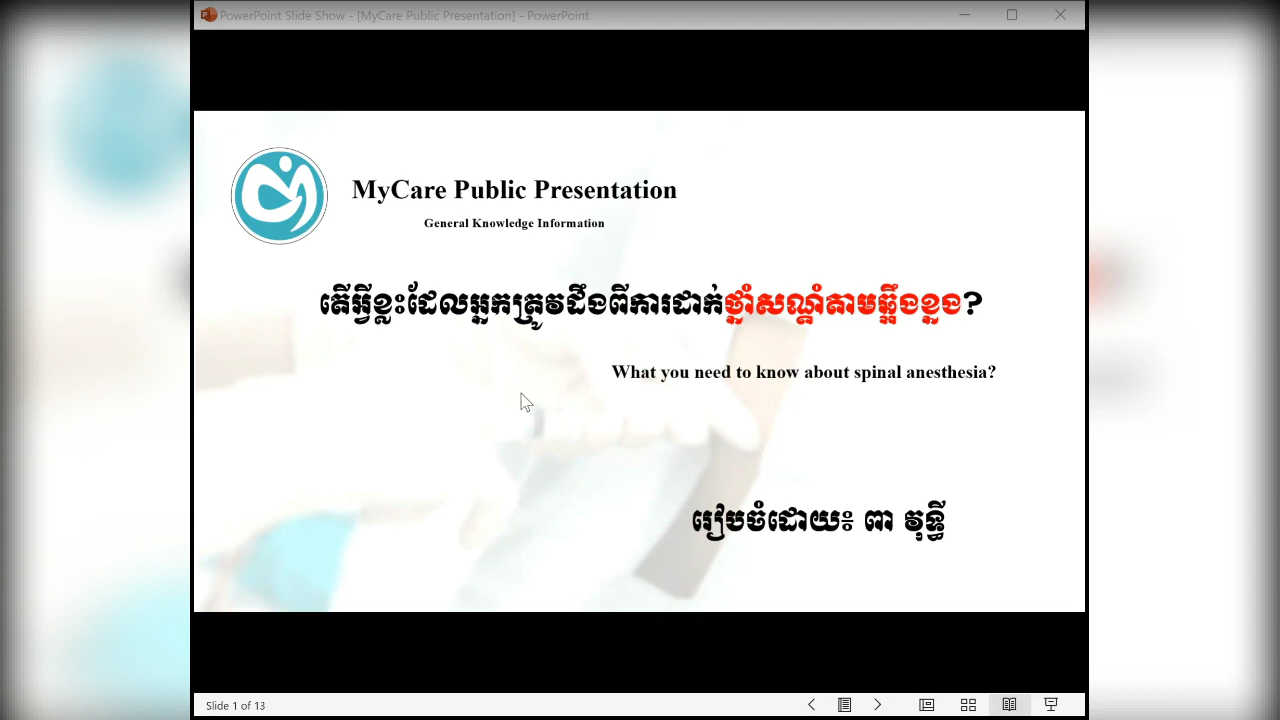 PowerPoint Slide Show - [MyCare Public Presentation] - PowerPoint
MyCare Public Presentation
General Knowledge Information
តើអ្វីខ្លះដែលអ្នកត្រូវដឹងពីការដាក់ថ្នាំសណ្តំតាមឆ្អឹងខ្នង?
What you need to know about spinal anesthesia?
រៀបចំដោយ៖ ពា វុទ្ធី
Slide 1 of 13